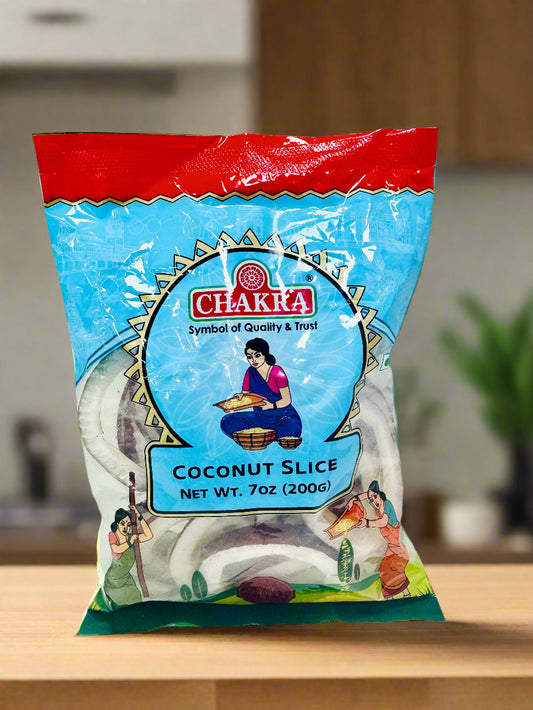 CHAKRA ®
Symbol of Quality & Trust
COCONUT SLICE
NET WT. 7OZ (200G)